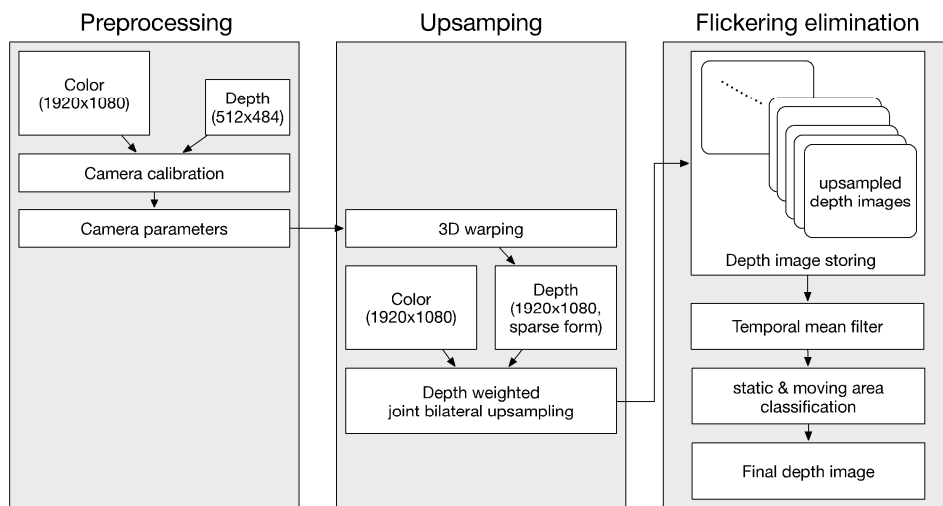 Preprocessing
Color
(1920x1080)
Depth
(512x484)
Camera calibration
Camera parameters
Upsamping
3D warping
Color
(1920x1080)
Depth
(1920x1080,
sparse form)
Depth weighted
joint bilateral upsampling
Flickering elimination
upsampled
depth images
Depth image storing
Temporal mean filter
static & moving area
classification
Final depth image